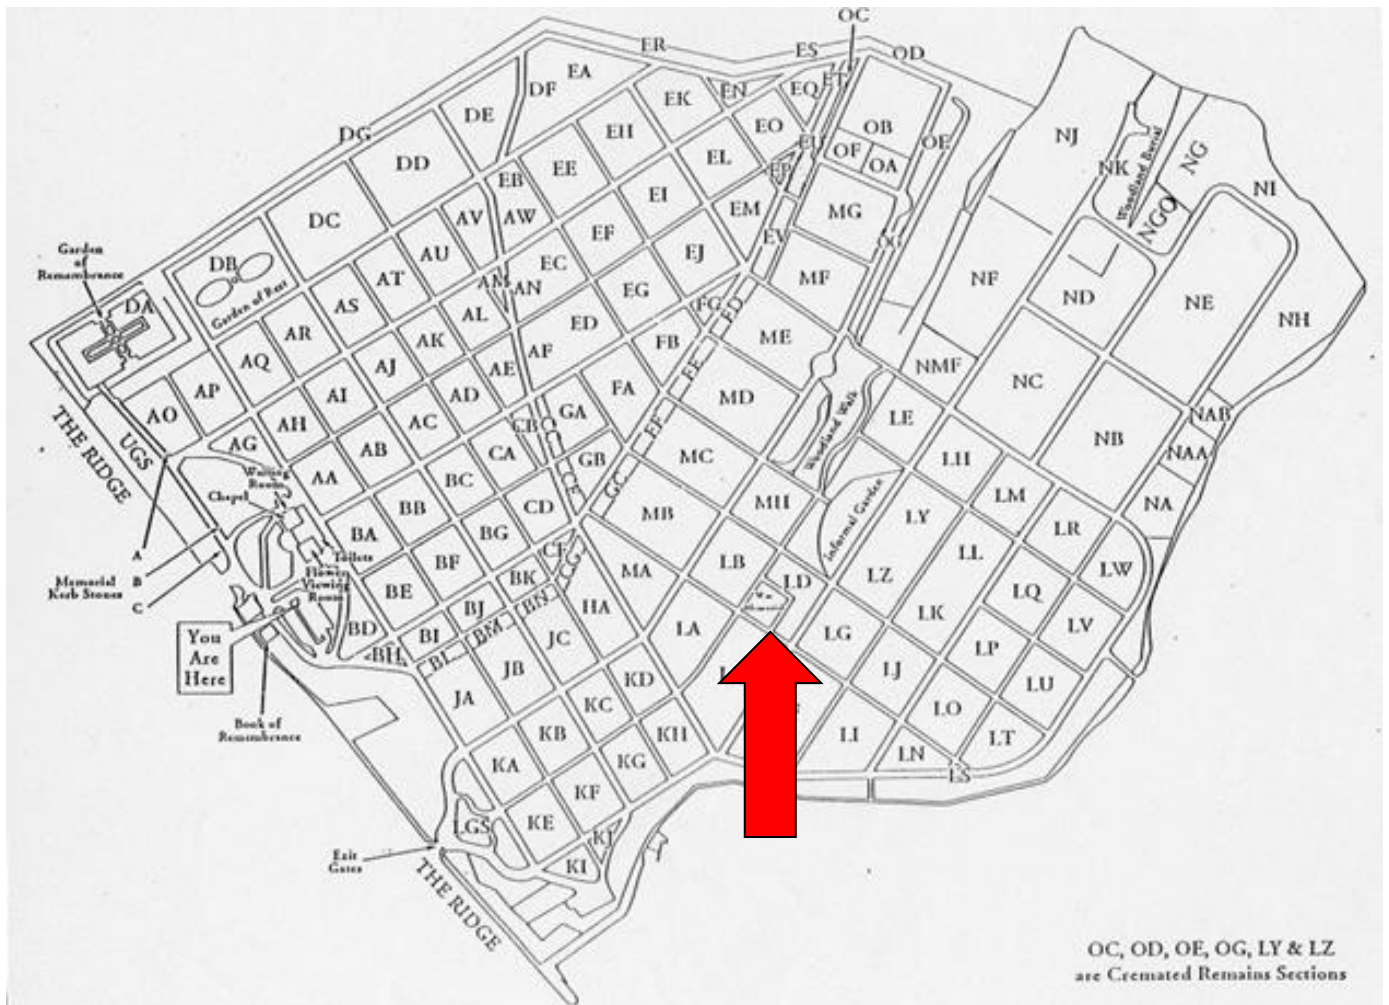 OC
ER
ES
OD
EA
DF
EN
EQ
ET
EK
DE
DG
EH
EO
OB
EU
OE
OF
OA
NJ
NK
Woodland Burial
NG
NGO
NI
DD
EE
EL
EP
EB
EI
EM
MG
DC
AV
AW
EF
EV
OG
AU
EJ
EC
MF
NF
ND
NE
NH
Garden
of
Remembrance
DB
Garden of Rest
AT
AM
AN
EG
DA
AS
AL
ED
FG
FD
AR
AK
FB
ME
AQ
AJ
AE
AF
FE
NMF
NC
AP
AI
AD
FA
MD
AO
AH
AC
CB
GA
FF
Woodland Walk
LE
NAB
THE RIDGE
UGS
AG
AB
CA
GB
MC
LH
NB
NAA
Waiting
Room
AA
BC
CE
GC
LM
NA
Chapel
BB
CD
MB
MH
Informal Garden
LY
LR
BA
BG
CF
CG
LL
A
Toilets
BF
MA
LB
LD
LZ
LW
Memorial
Kerb Stones
B
C
Flower
Viewing
Room
BE
BK
BN
War
LQ
BJ
HA
LK
LV
BD
BI
BM
JC
LA
LG
LP
You
Are
Here
BH
BL
JB
KD
LJ
LU
JA
KC
LO
Book of
Remembrance
KB
KH
LI
LT
KA
KG
LN
LS
KF
LGS
KE
KJ
Exit
Gates
KI
THE RIDGE
OC, OD, OE, OG, LY & LZ
are Cremated Remains Sections